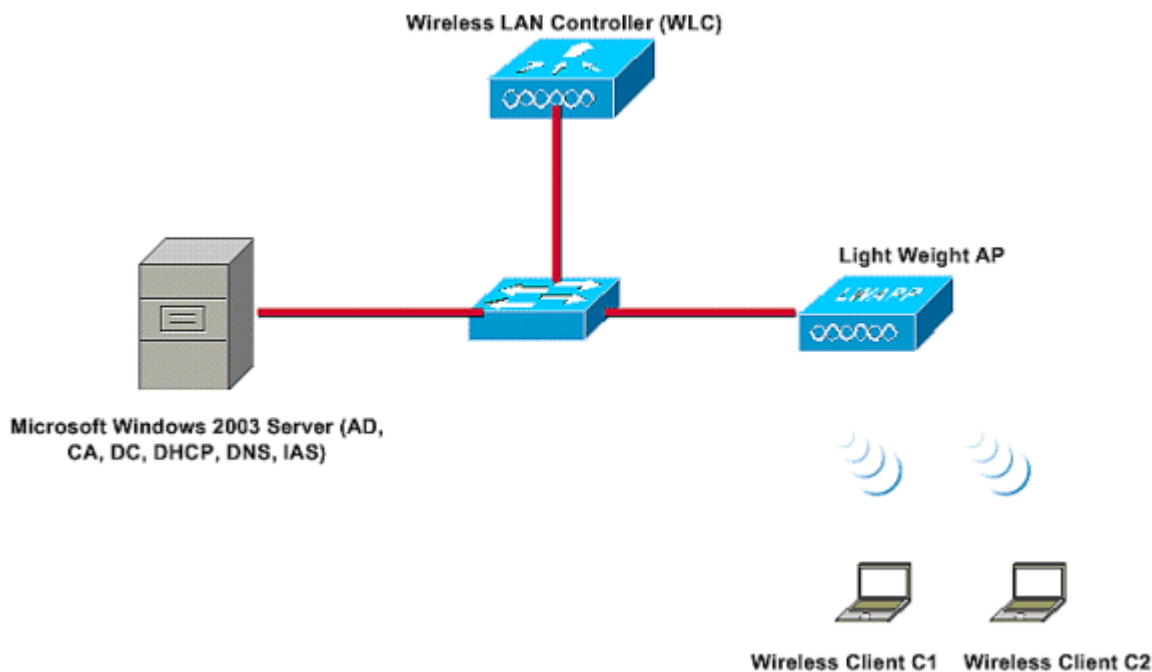 Wireless LAN Controller (WLC)
Light Weight AP
LWAPP
Microsoft Windows 2003 Server (AD,
CA, DC, DHCP, DNS, IAS)
Wireless Client C1
Wireless Client C2